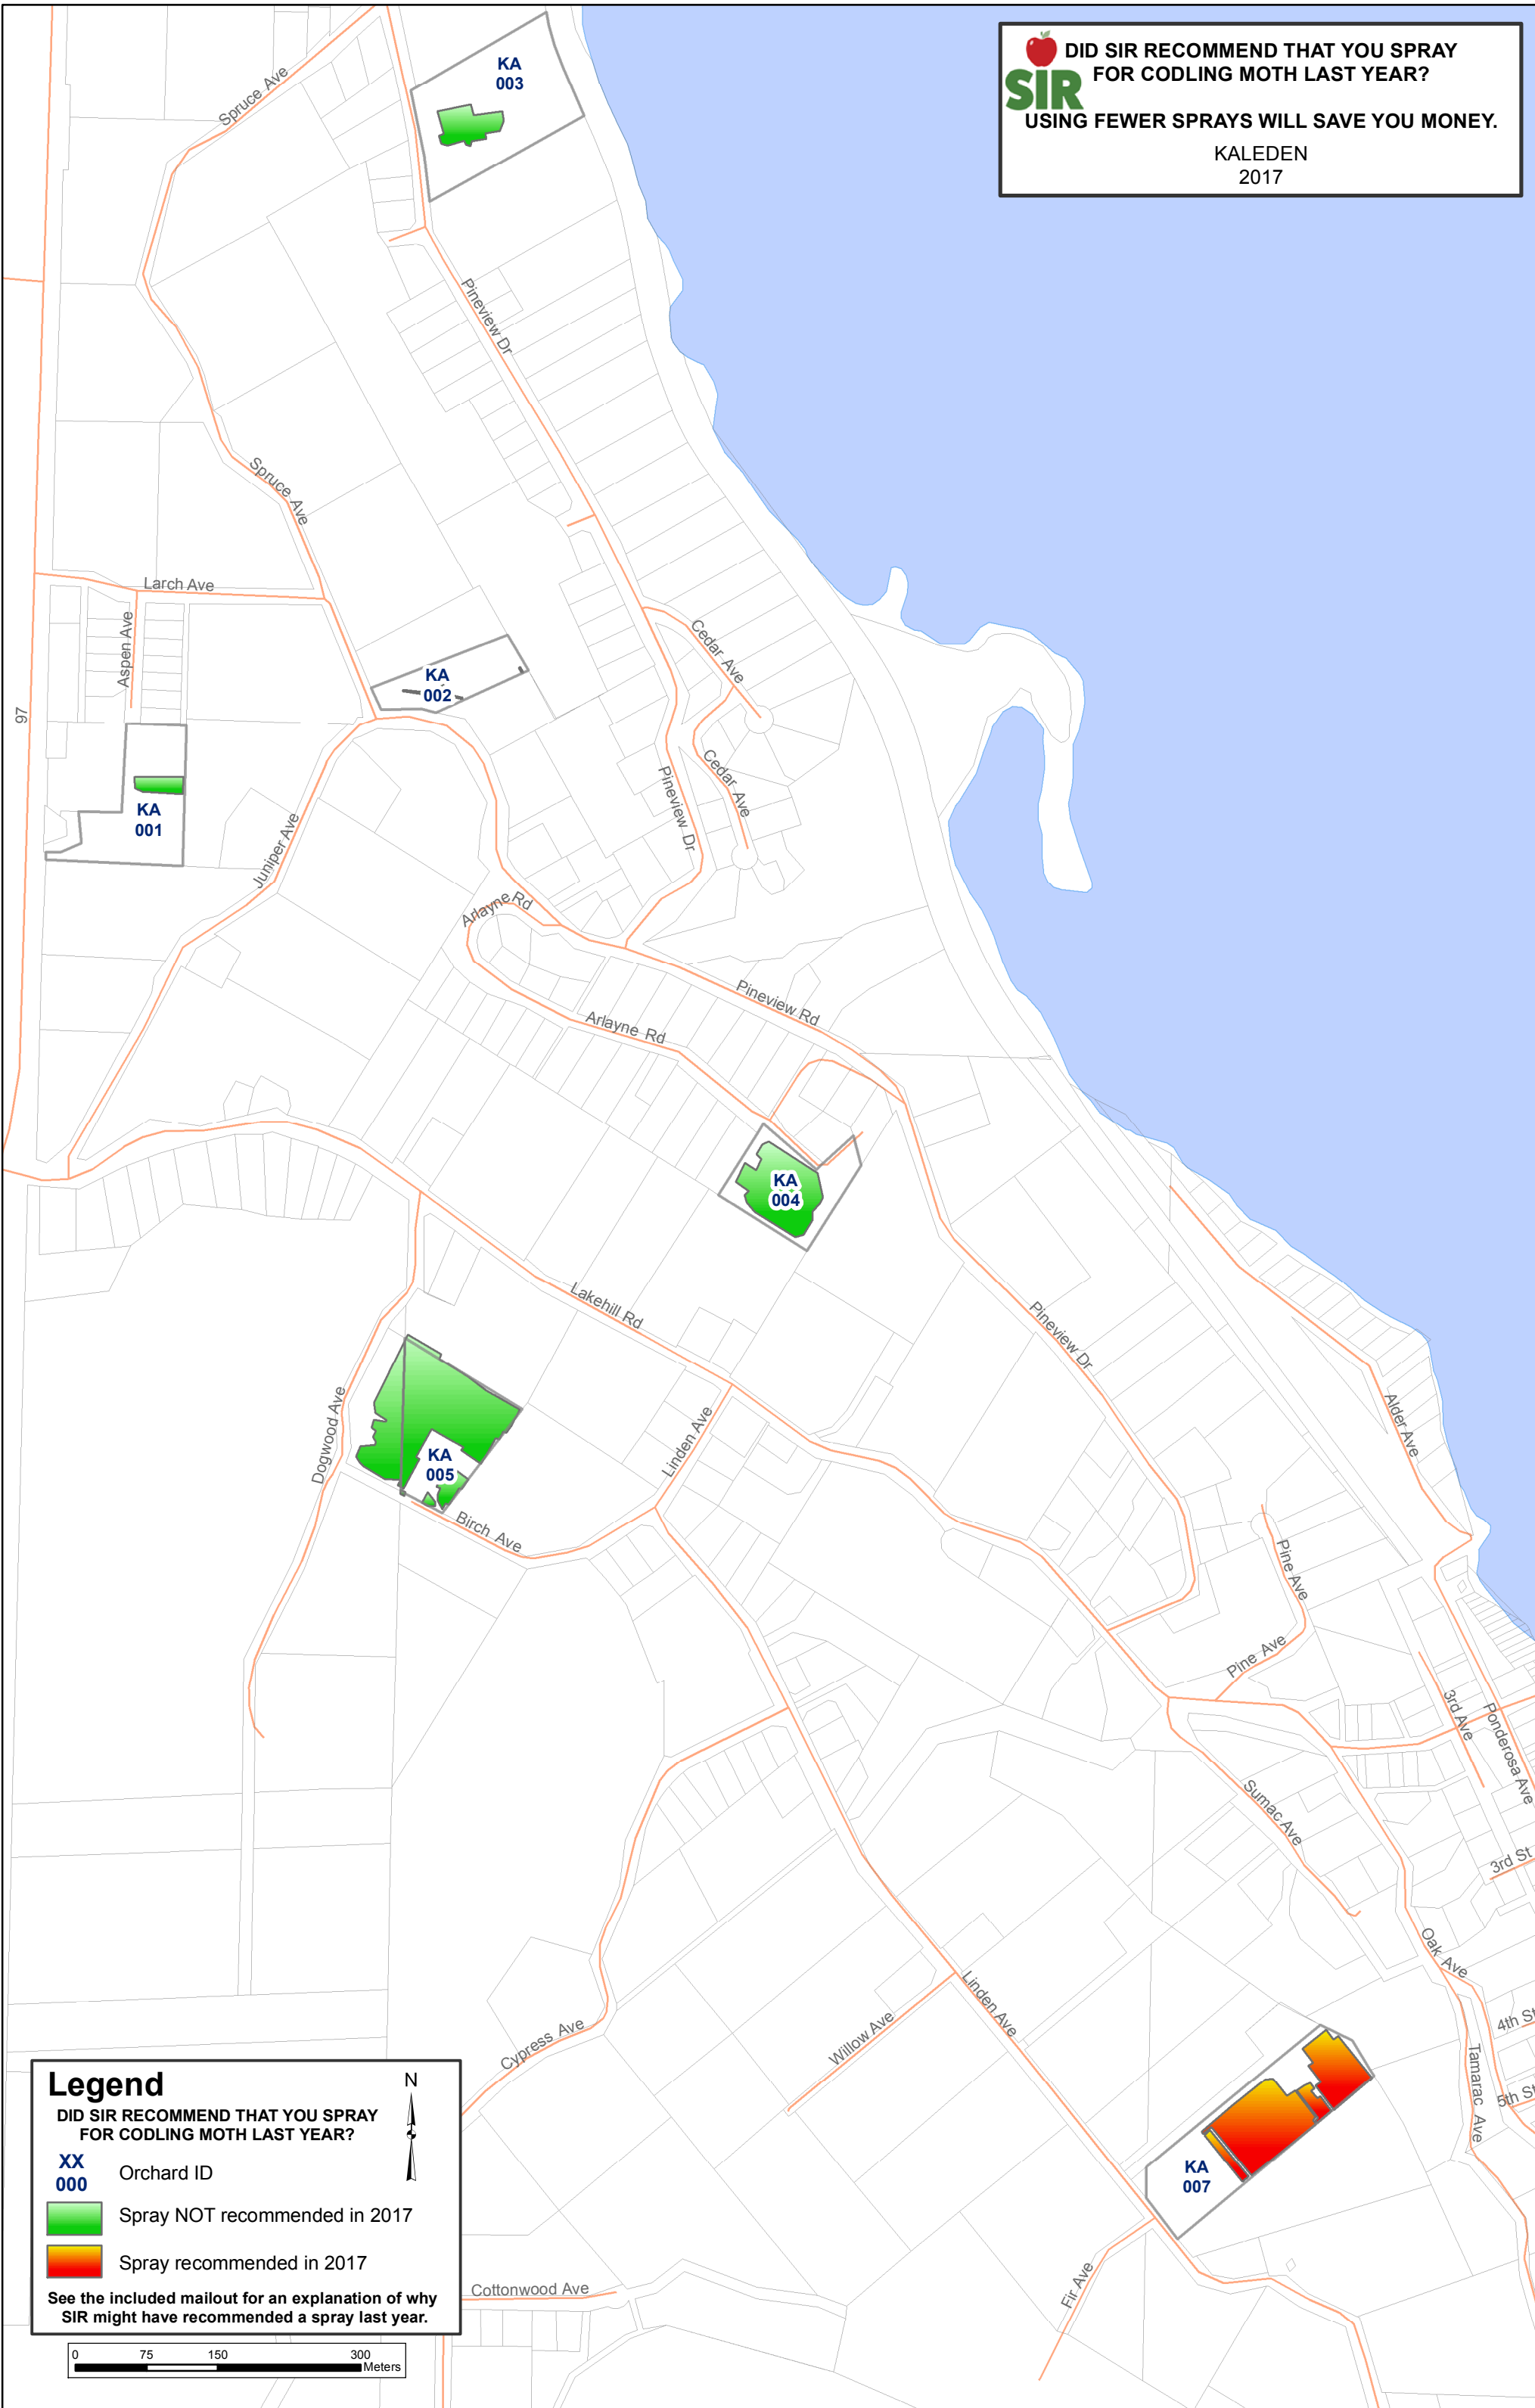 SIR
DID SIR RECOMMEND THAT YOU SPRAY
FOR CODLING MOTH LAST YEAR?
USING FEWER SPRAYS WILL SAVE YOU MONEY.
KALEDEN
2017
KA
003
Spruce Ave
Pineview Dr
Spruce Ave
Larch Ave
Aspen Ave
Cedar Ave
KA
002
97
Cedar Ave
Pineview Dr
KA
001
Juniper Ave
Arlayne Rd
Pineview Rd
Arlayne Rd
KA
004
Lakehill Rd
Pineview Dr
Dogwood Ave
Linden Ave
Alder Ave
KA
005
Birch Ave
Pine Ave
Pine Ave
3rd Ave
Ponderosa Ave
Sumac Ave
3rd St
Oak Ave
Linden Ave
Willow Ave
Cypress Ave
4th St
Tamarac Ave
5th St
KA
007
Fir Ave
Cottonwood Ave
Legend
N
DID SIR RECOMMEND THAT YOU SPRAY
FOR CODLING MOTH LAST YEAR?
XX
000
Orchard ID
Spray NOT recommended in 2017
Spray recommended in 2017
See the included mailout for an explanation of why
SIR might have recommended a spray last year.
0 75 150 300
Meters